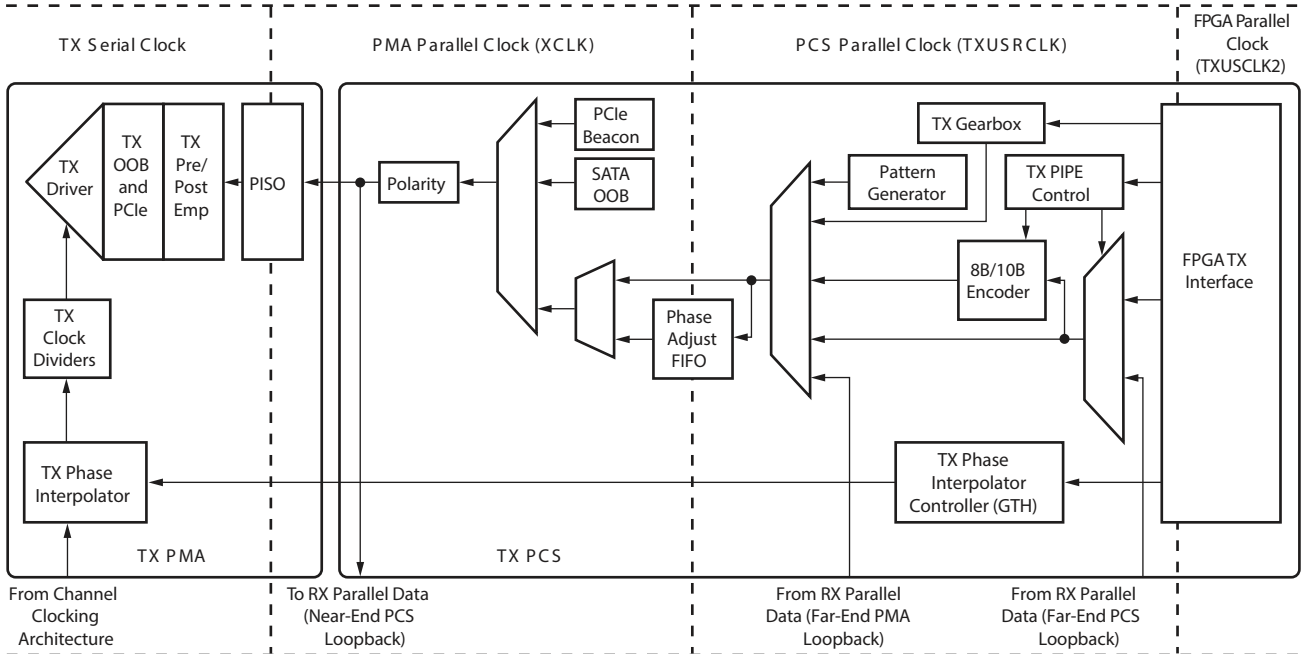 TX Serial Clock
PMA Parallel Clock (XCLK)
PCS Parallel Clock (TXUSRCLK)
FPGA Parallel
Clock
(TXUSCLK2)
TX
Driver
TX
OOB
and
PCIe
TX
Pre/
Post
Emp
PISO
Polarity
PCIe
Beacon
SATA
OOB
TX Gearbox
Pattern
Generator
TX PIPE
Control
8B/10B
Encoder
FPGA TX
Interface
TX
Clock
Dividers
Phase
Adjust
FIFO
TX Phase
Interpolator
TX Phase
Interpolator
Controller (GTH)
TX PMA
TX PCS
From Channel
Clocking
Architecture
To RX Parallel Data
(Near-End PCS
Loopback)
From RX Parallel
Data (Far-End PMA
Loopback)
From RX Parallel
Data (Far-End PCS
Loopback)